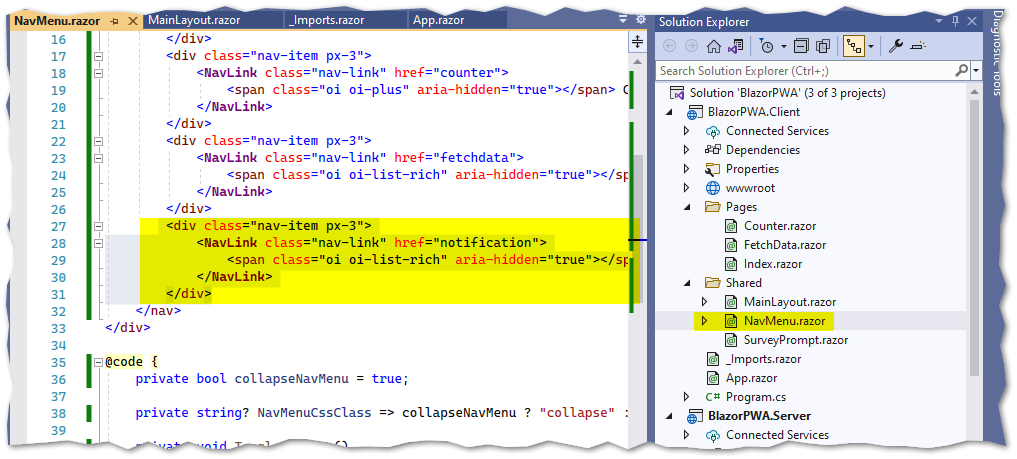 NavMenu.razor
MainLayout.razor
_Imports.razor
App.razor
16 </div>
17 <div class="nav-item px-3">
18 <NavLink class="nav-link" href="counter">
19 <span class="oi oi-plus" aria-hidden="true"></span> C
20 </NavLink>
21 </div>
22 <div class="nav-item px-3">
23 <NavLink class="nav-link" href="fetchdata">
24 <span class="oi oi-list-rich" aria-hidden="true"></sp
25 </NavLink>
26 </div>
27 <div class="nav-item px-3">
28 <NavLink class="nav-link" href="notification">
29 <span class="oi oi-list-rich" aria-hidden="true"></sp
30 </NavLink>
31 </div>
32 </nav>
33 </div>
34
35 @code {
36 private bool collapseNavMenu = true;
37
38 private string? NavMenuCssClass => collapseNavMenu ? "collapse" :
39
private void
Solution Explorer
Search Solution Explorer (Ctrl+;)
Solution 'BlazorPWA' (3 of 3 projects)
BlazorPWA.Client
Connected Services
Dependencies
Properties
wwwroot
Pages
Counter.razor
FetchData.razor
Index.razor
Shared
MainLayout.razor
NavMenu.razor
SurveyPrompt.razor
_Imports.razor
App.razor
C# Program.cs
BlazorPWA.Server
Connected Services
Diagnostic Tools